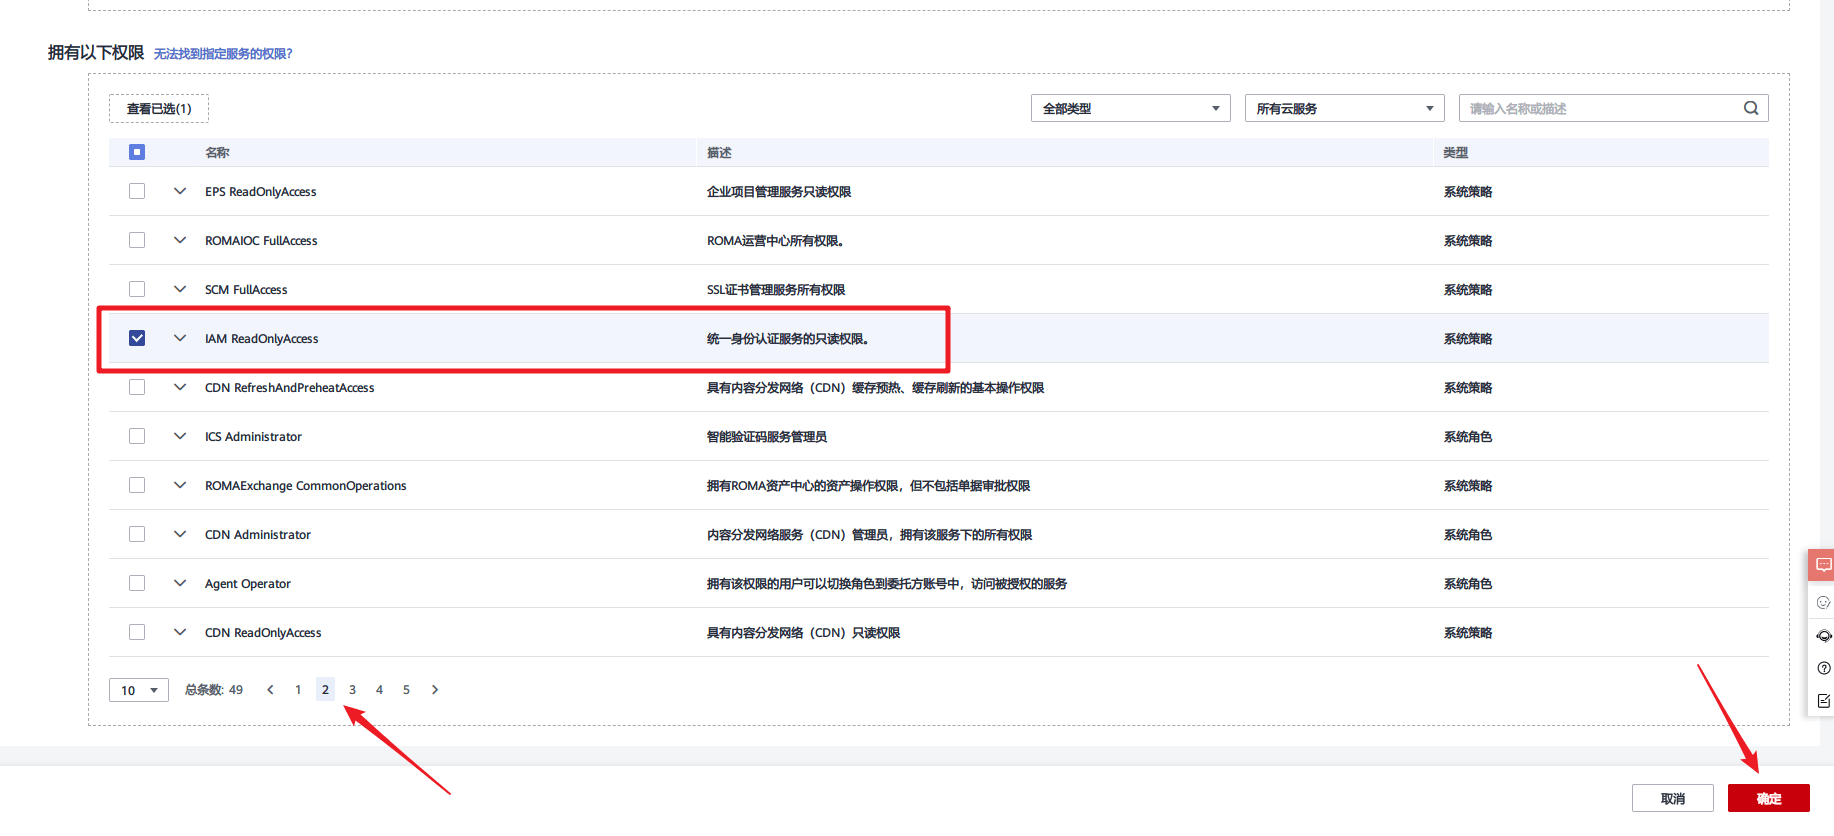 拥有以下权限 无法找到指定服务的权限?
查看已选(1) 全部类型 所有云服务 请输入名称或描述
名称 描述 类型
EPS ReadOnlyAccess 企业项目管理服务只读权限 系统策略
ROMAIOC FullAccess ROMA运营中心所有权限。 系统策略
SCM FullAccess SSL证书管理服务所有权限 系统策略
IAM ReadOnlyAccess 统一身份认证服务的只读权限。 系统策略
CDN RefreshAndPreheatAccess 具有内容分发网络（CDN）缓存预热、缓存刷新的基本操作权限 系统策略
ICS Administrator 智能验证码服务管理员 系统角色
ROMAExchange CommonOperations 拥有ROMA资产中心的资产操作权限，但不包括单据审批权限 系统策略
CDN Administrator 内容分发网络服务（CDN）管理员，拥有该服务下的所有权限 系统角色
Agent Operator 拥有该权限的用户可以切换角色到委托方账号中，访问被授权的服务 系统角色
CDN ReadOnlyAccess 具有内容分发网络（CDN）只读权限 系统策略
10 总条数: 49 1 2 3 4 5
取消 确定